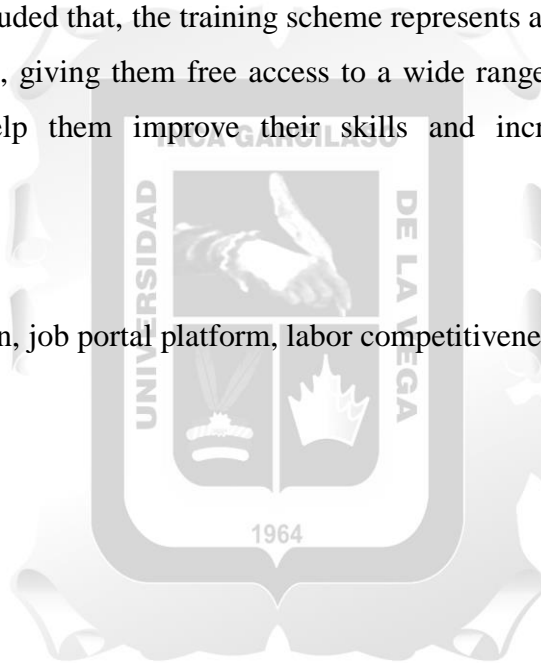 uded that, the training scheme represents a
, giving them free access to a wide range
elp them improve their skills and incr
INCA GARCILASO
UNIVERSIDAD
DE LA VEGA
n, job portal platform, labor competitivene
1964